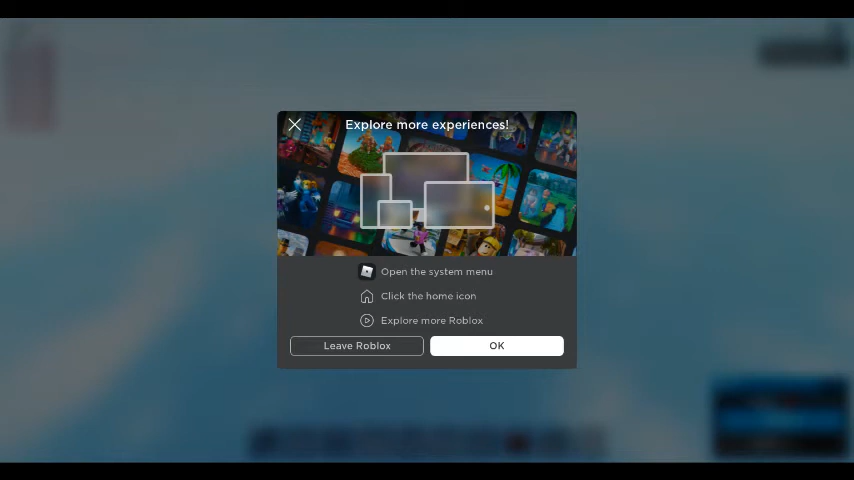 Explore more experiences!
Open the system menu
Click the home icon
Explore more Roblox
Leave Roblox
OK